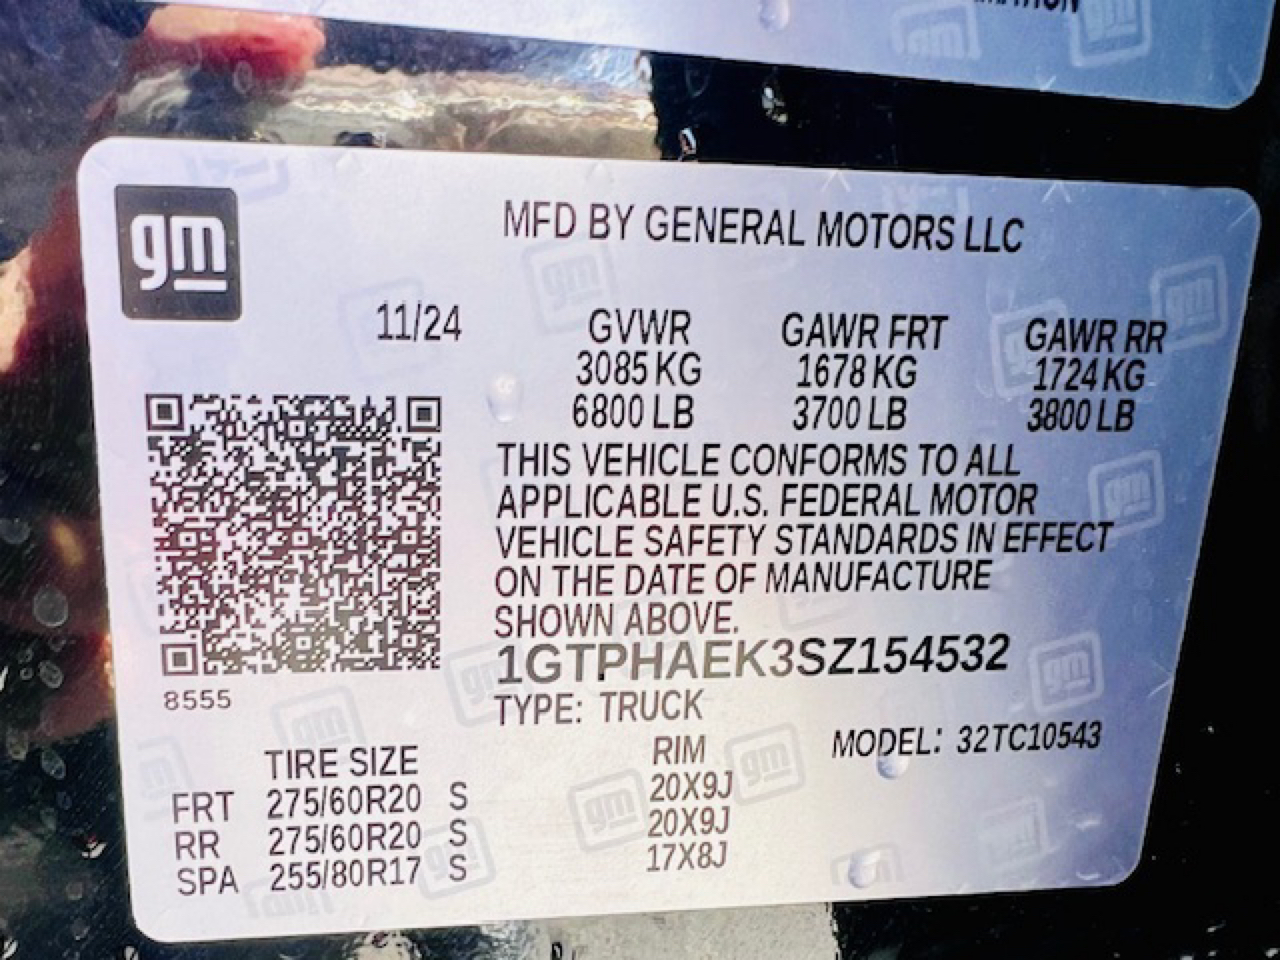 gm
MFD BY GENERAL MOTORS LLC
11/24 GVWR GAWR FRT GAWR RR
3085 KG 1678 KG 1724 KG
6800 LB 3700 LB 3800 LB
THIS VEHICLE CONFORMS TO ALL
APPLICABLE U.S. FEDERAL MOTOR
VEHICLE SAFETY STANDARDS IN EFFECT
ON THE DATE OF MANUFACTURE
SHOWN ABOVE.
1GTPHAEK3SZ154532
8555
TYPE: TRUCK
MODEL: 32TC10543
TIRE SIZE RIM
FRT 275/60R20 S 20X9J
RR 275/60R20 S 20X9J
SPA 255/80R17 S 17X8J